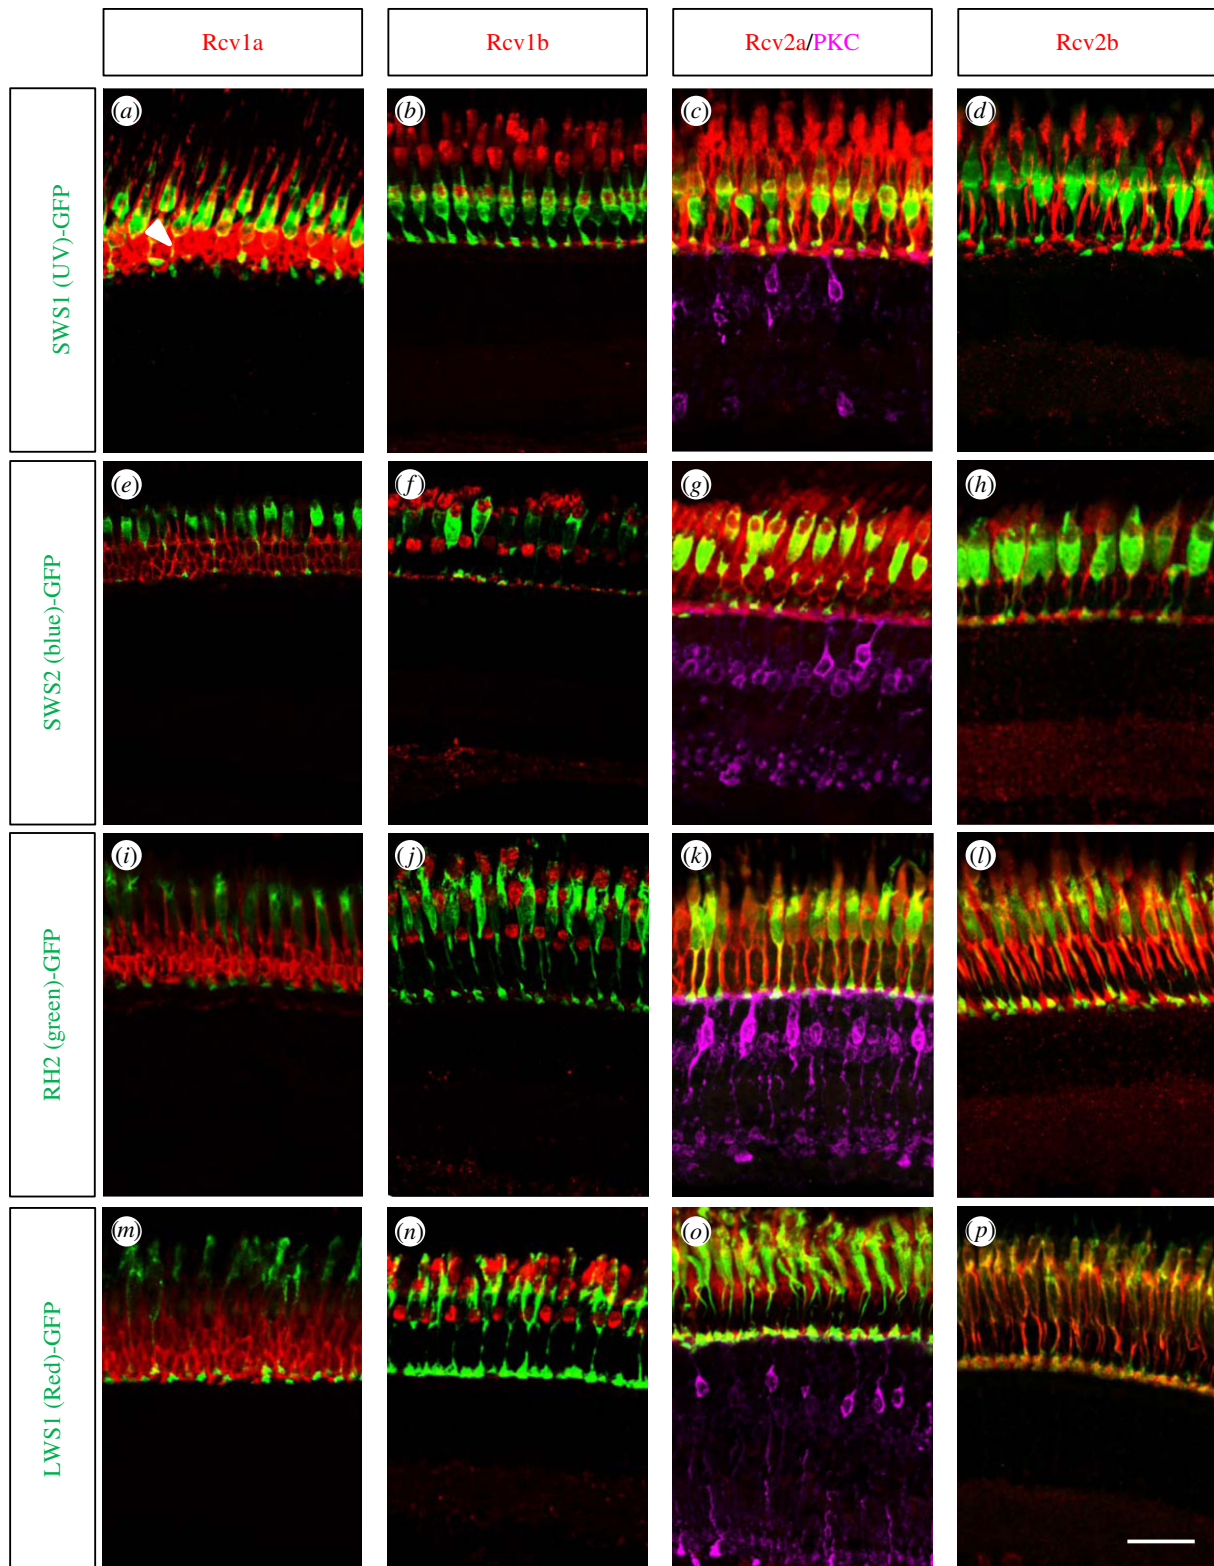 Rcv1a
Rcv1b
Rcv2a/PKC
Rcv2b
SWS1 (UV)-GFP
(a)
(b)
(c)
(d)
SWS2 (blue)-GFP
(e)
(f)
(g)
(h)
RH2 (green)-GFP
(i)
(j)
(k)
(l)
LWS1 (Red)-GFP
(m)
(n)
(o)
(p)